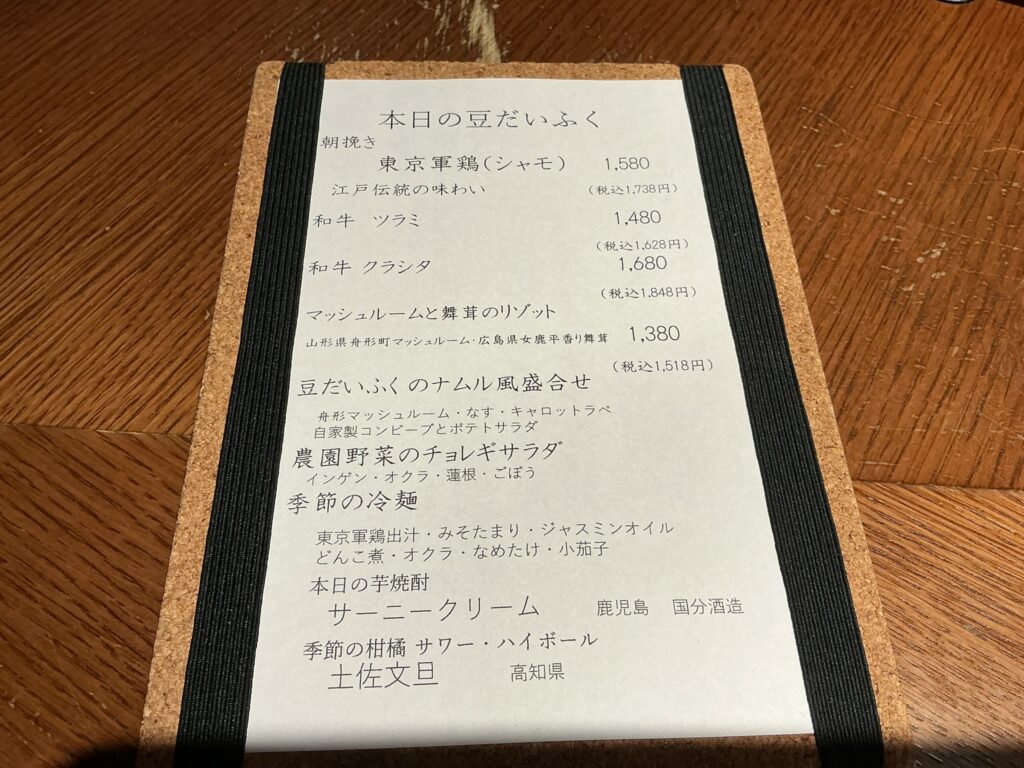 本日の豆だいふく
朝挽き
東京軍鶏(シャモ) 1,580
江戸伝統の味わい (税込1,738円)
和牛 ツラミ 1,480
(税込1,628円)
和牛 クラシタ 1,680
(税込1,848円)
マッシュルームと舞茸のリゾット
山形県舟形町マッシュルーム・広島県女鹿平香り舞茸 1,380
(税込1,518円)
豆だいふくのナムル風盛合せ
舟形マッシュルーム・なす・キャロットラペ
自家製コンビーブとポテトサラダ
農園野菜のチョレギサラダ
インゲン・オクラ・蓮根・ごぼう
季節の冷麺
東京軍鶏出汁・みそたまり・ジャスミンオイル
どんこ煮・オクラ・なめたけ・小茄子
本日の芋焼酎
サーニークリーム 鹿児島 国分酒造
季節の柑橘 サワー・ハイボール
土佐文旦 高知県